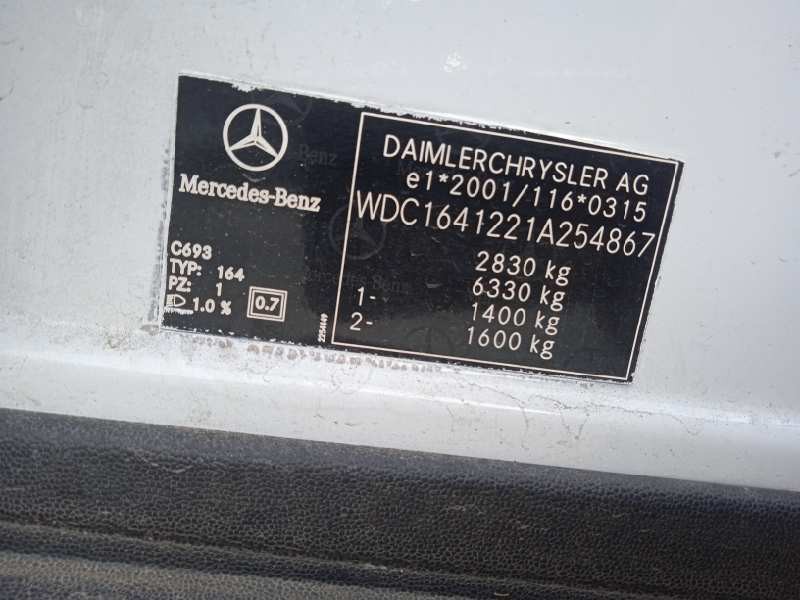 Mercedes-Benz
C693
TYP: 164
PZ: 1
1.0 %
0.7
2254149
DAIMLERCHRYSLER AG
e1*2001/116*0315
WDC1641221A254867
2830 kg
6330 kg
1- 1400 kg
2- 1600 kg